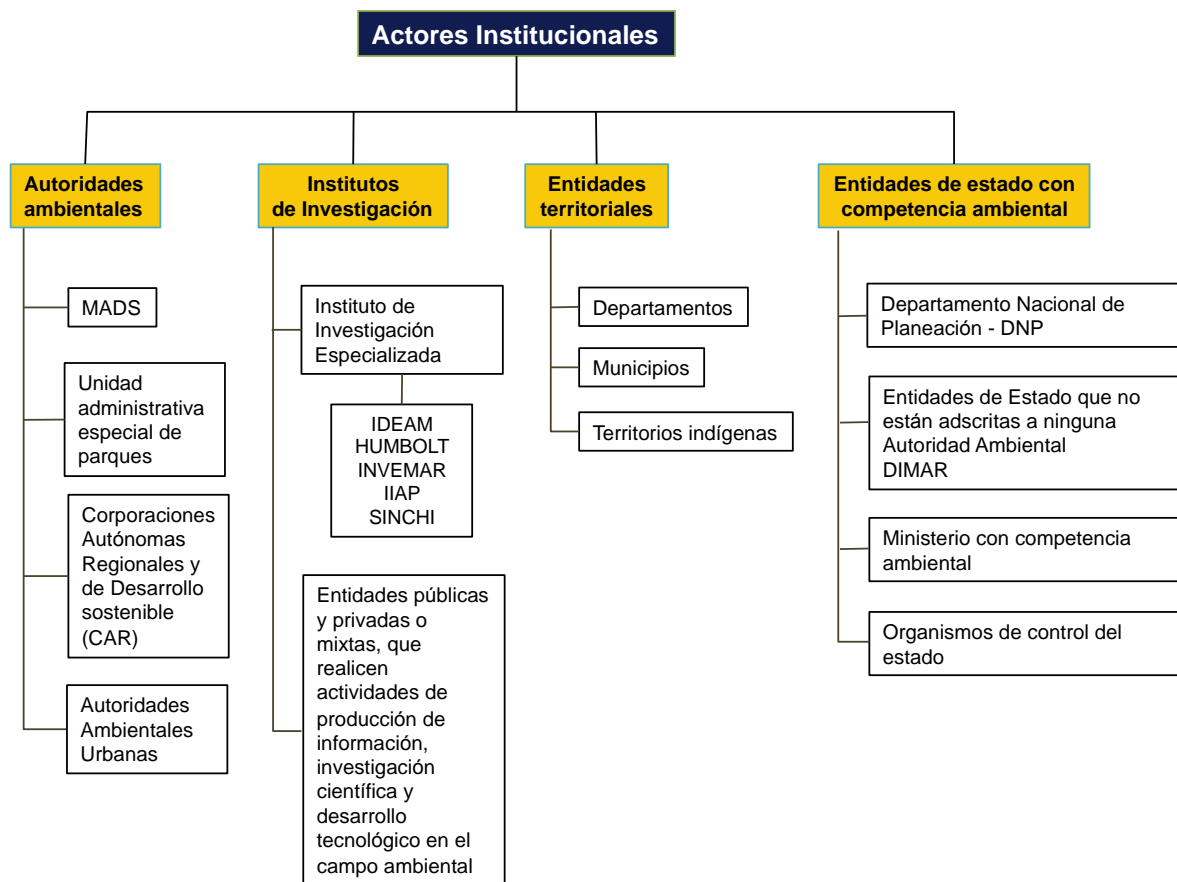 Actores Institucionales
Autoridades
ambientales
MADS
Unidad
administrativa
especial de
parques
Corporaciones
Autónomas
Regionales y
de Desarrollo
sostenible
(CAR)
Autoridades
Ambientales
Urbanas
Institutos
de Investigación
Instituto de
Investigación
Especializada
IDEAM
HUMBOLT
INVEMAR
IIAP
SINCHI
Entidades públicas
y privadas o
mixtas, que
realicen
actividades de
producción de
información,
investigación
científica y
desarrollo
tecnológico en el
campo ambiental
Entidades
territoriales
Departamentos
Municipios
Territorios indígenas
Entidades de estado con
competencia ambiental
Departamento Nacional de
Planeación - DNP
Entidades de Estado que no
están adscritas a ninguna
Autoridad Ambiental
DIMAR
Ministerio con competencia
ambiental
Organismos de control del
estado